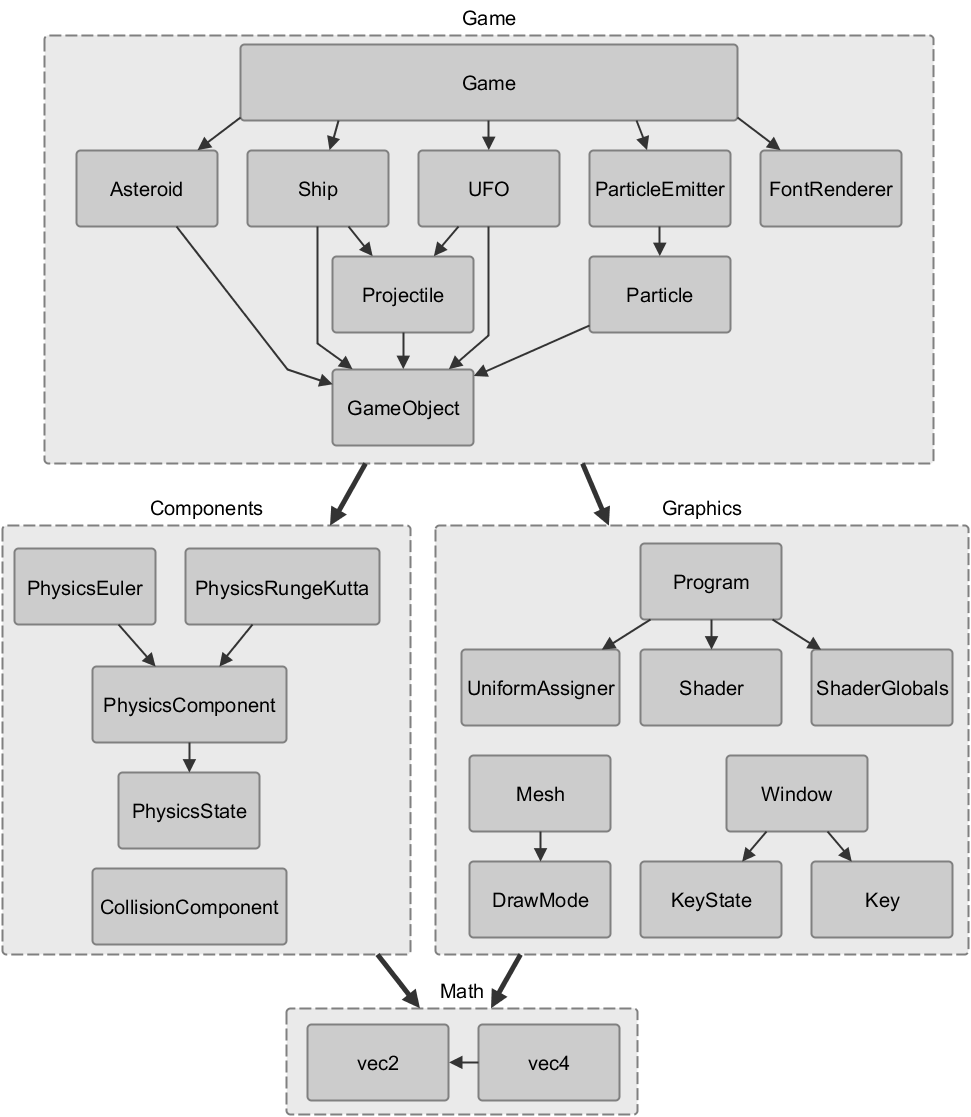 Game
Game
Asteroid
Ship
UFO
ParticleEmitter
FontRenderer
Projectile
Particle
GameObject
Components
Graphics
PhysicsEuler
PhysicsRungeKutta
Program
UniformAssigner
Shader
ShaderGlobals
PhysicsComponent
PhysicsState
Mesh
Window
CollisionComponent
DrawMode
KeyState
Key
Math
vec2
vec4